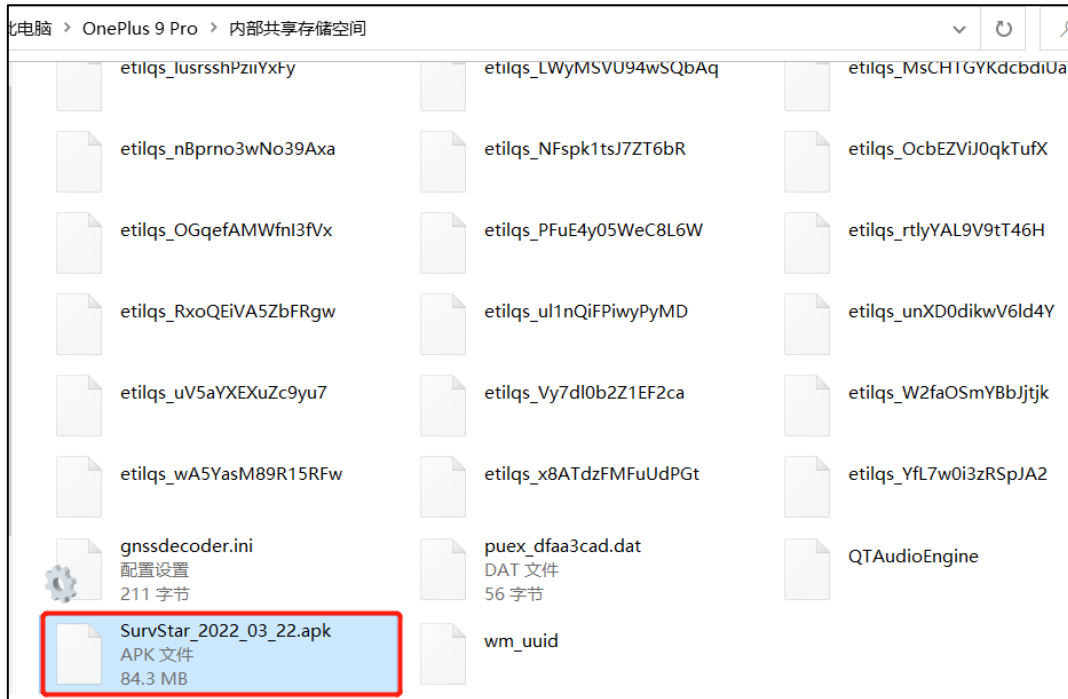 比电脑 > OnePlus 9 Pro > 内部共享存储空间
etilqs_lusrsshPziiYxFy
etilqs_LWyMSVU94wSQbAq
etilqs_MsCHTGYKdcbdiUa
etilqs_nBprno3wNo39Axa
etilqs_NFspk1tsJ7ZT6bR
etilqs_OcbEZViJ0qkTufX
etilqs_OGqefAMWfnI3fVx
etilqs_PFuE4y05WeC8L6W
etilqs_rtlyYAL9V9tT46H
etilqs_RxoQEiVA5ZbFRgw
etilqs_ul1nQiFPiwyPyMD
etilqs_unXD0dikwV6ld4Y
etilqs_uV5aYXEXuZc9yu7
etilqs_Vy7dl0b2Z1EF2ca
etilqs_W2faOSmYBbJjtjk
etilqs_wA5YasM89R15RFw
etilqs_x8ATdzFMFuUdPGt
etilqs_YfL7w0i3zRSpJA2
gnssdecoder.ini
配置设置
211 字节
puex_dfaa3cad.dat
DAT 文件
56 字节
QTAudioEngine
SurvStar_2022_03_22.apk
APK 文件
84.3 MB
wm_uuid